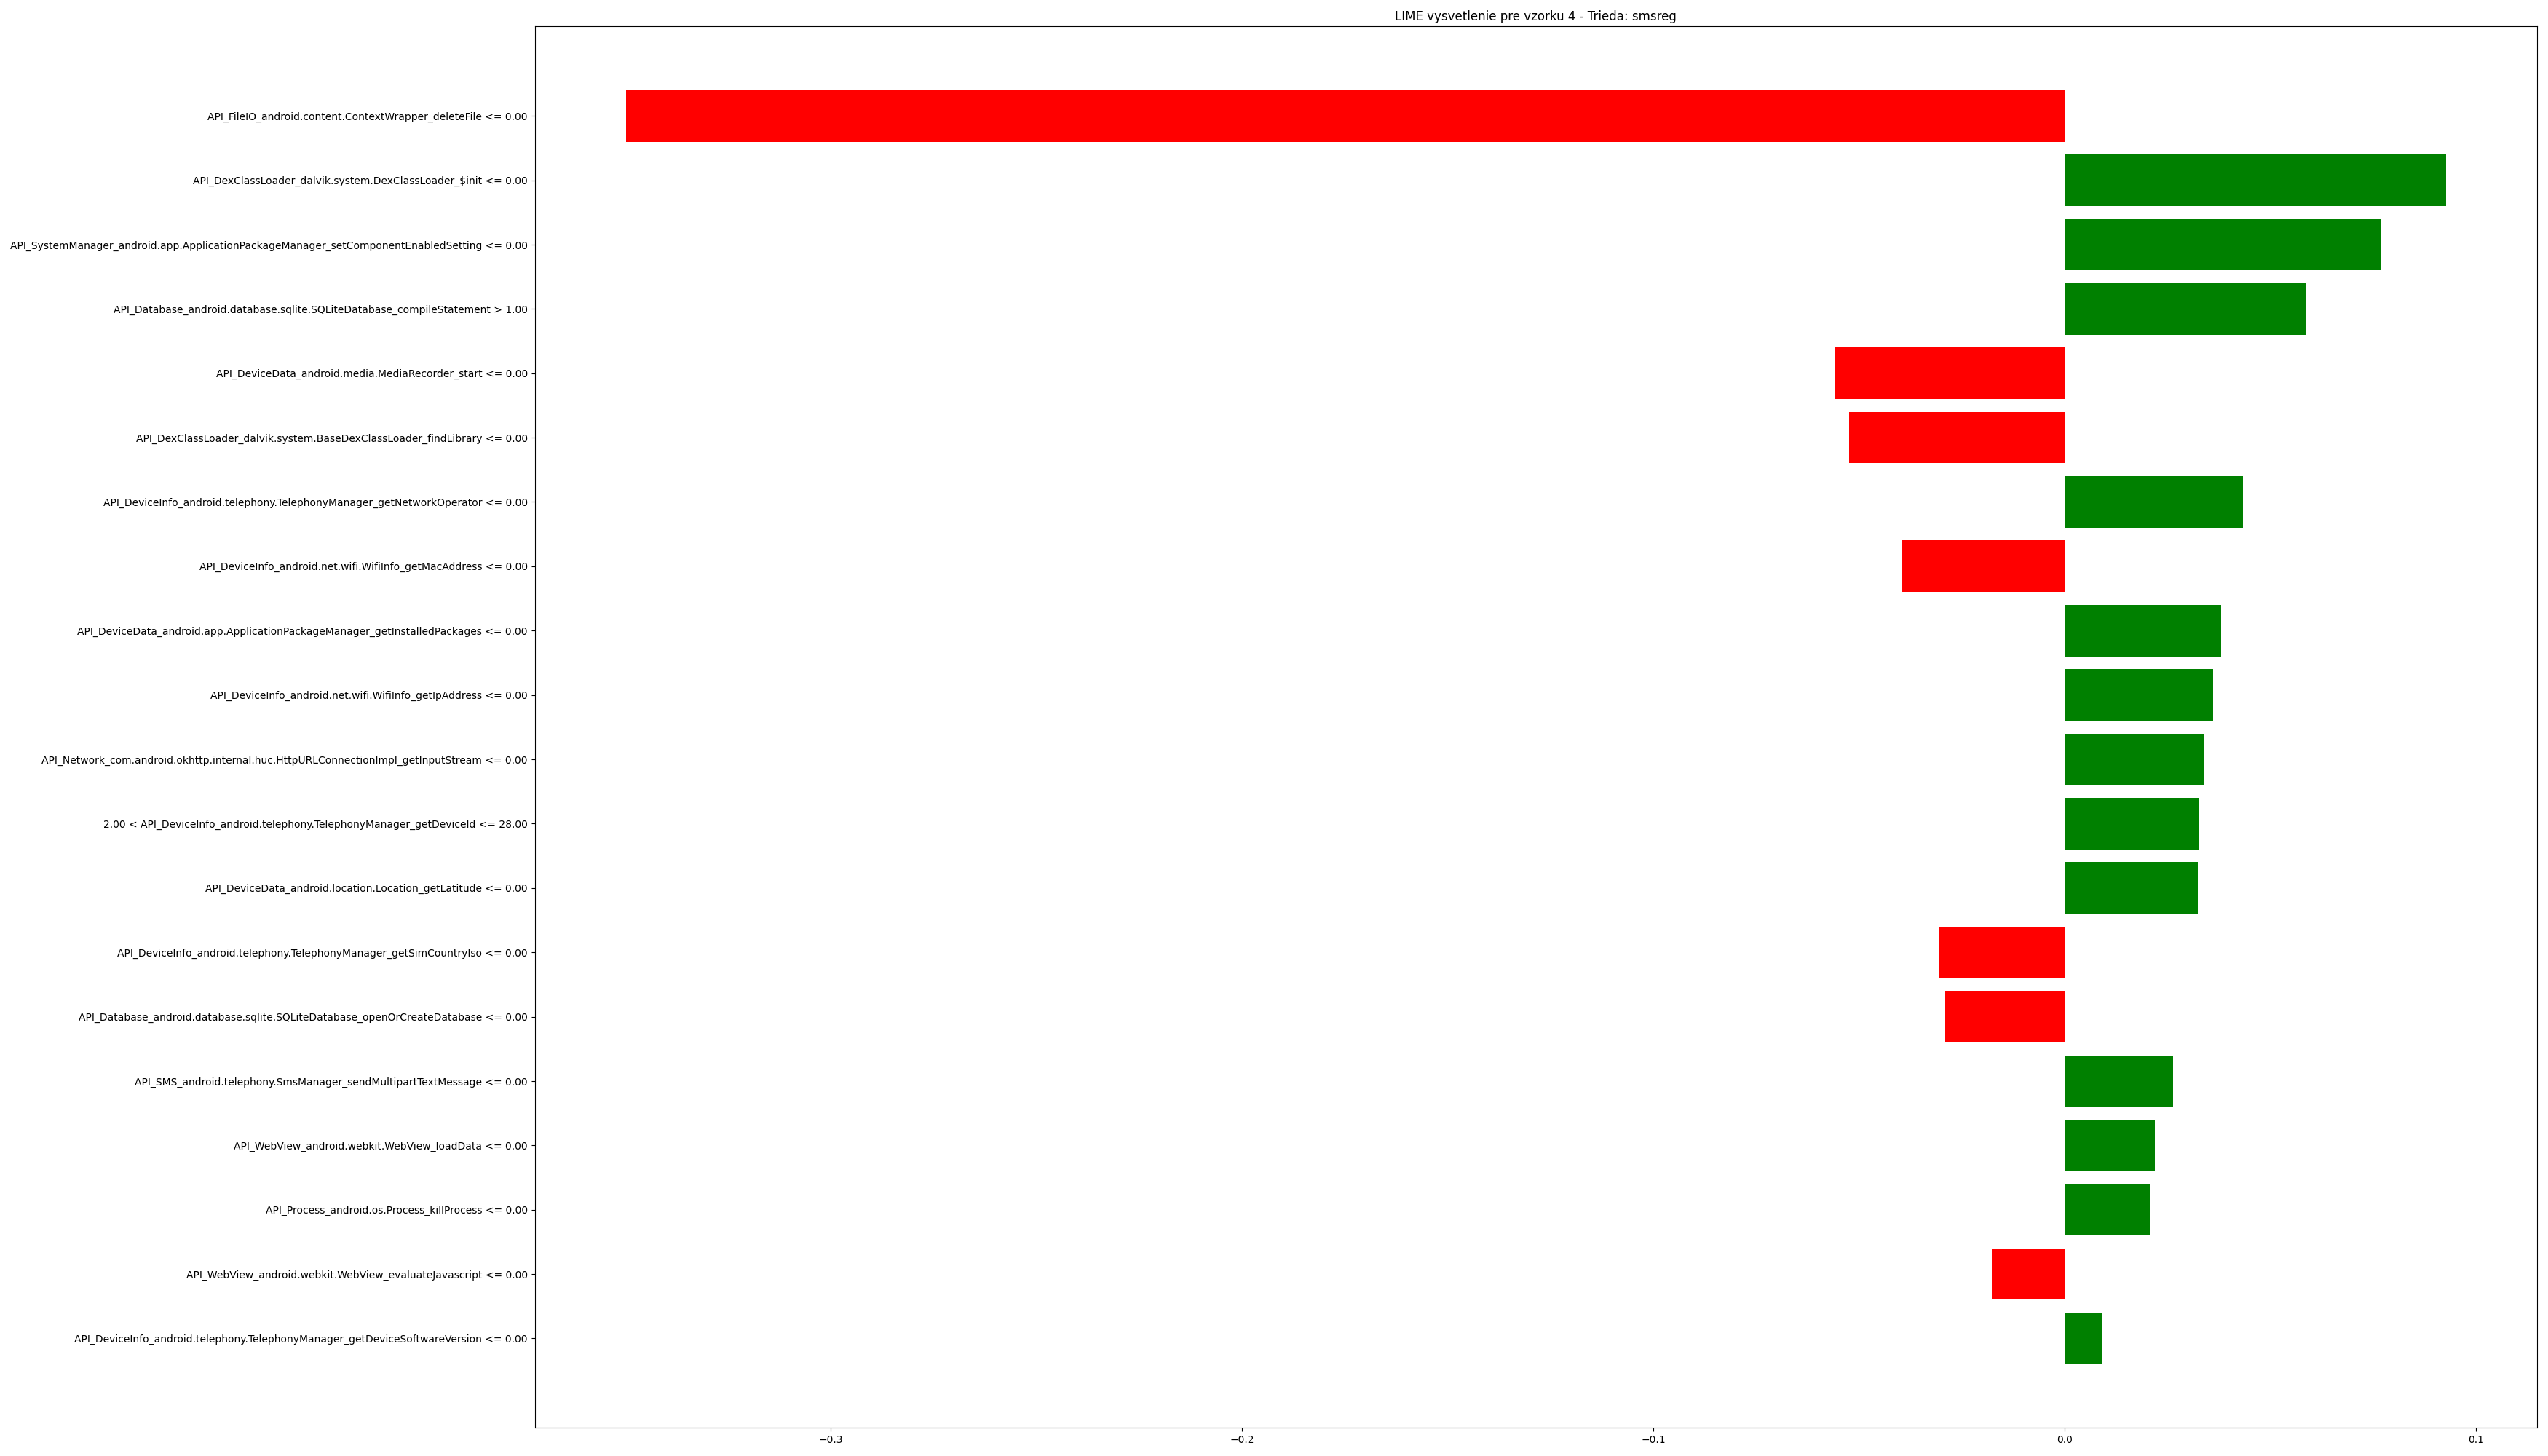 LIME vysvetlenie pre vzorku 4 - Trieda: smsreg
API_FileIO_android.content.ContextWrapper_deleteFile <= 0.00
API_DexClassLoader_dalvik.system.DexClassLoader_$init <= 0.00
API_SystemManager_android.app.ApplicationPackageManager_setComponentEnabledSetting <= 0.00
API_Database_android.database.sqlite.SQLiteDatabase_compileStatement > 1.00
API_DeviceData_android.media.MediaRecorder_start <= 0.00
API_DexClassLoader_dalvik.system.BaseDexClassLoader_findLibrary <= 0.00
API_DeviceInfo_android.telephony.TelephonyManager_getNetworkOperator <= 0.00
API_DeviceInfo_android.net.wifi.WifiInfo_getMacAddress <= 0.00
API_DeviceData_android.app.ApplicationPackageManager_getInstalledPackages <= 0.00
API_DeviceInfo_android.net.wifi.WifiInfo_getIpAddress <= 0.00
API_Network_com.android.okhttp.internal.huc.HttpURLConnectionImpl_getInputStream <= 0.00
2.00 < API_DeviceInfo_android.telephony.TelephonyManager_getDeviceId <= 28.00
API_DeviceData_android.location.Location_getLatitude <= 0.00
API_DeviceInfo_android.telephony.TelephonyManager_getSimCountryIso <= 0.00
API_Database_android.database.sqlite.SQLiteDatabase_openOrCreateDatabase <= 0.00
API_SMS_android.telephony.SmsManager_sendMultipartTextMessage <= 0.00
API_WebView_android.webkit.WebView_loadData <= 0.00
API_Process_android.os.Process_killProcess <= 0.00
API_WebView_android.webkit.WebView_evaluateJavascript <= 0.00
API_DeviceInfo_android.telephony.TelephonyManager_getDeviceSoftwareVersion <= 0.00
−0.3 −0.2 −0.1 0.0 0.1